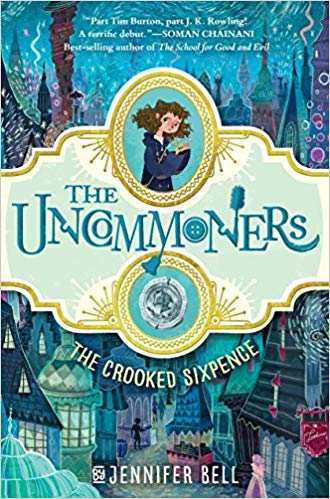 "Part Tim Burton, part J. K. Rowling!
A terrific debut."—SOMAN CHAINANI
Best-selling author of The School for Good and Evil
THE
UNCOMMONERS
THE CROOKED SIXPENCE
JENNIFER BELL